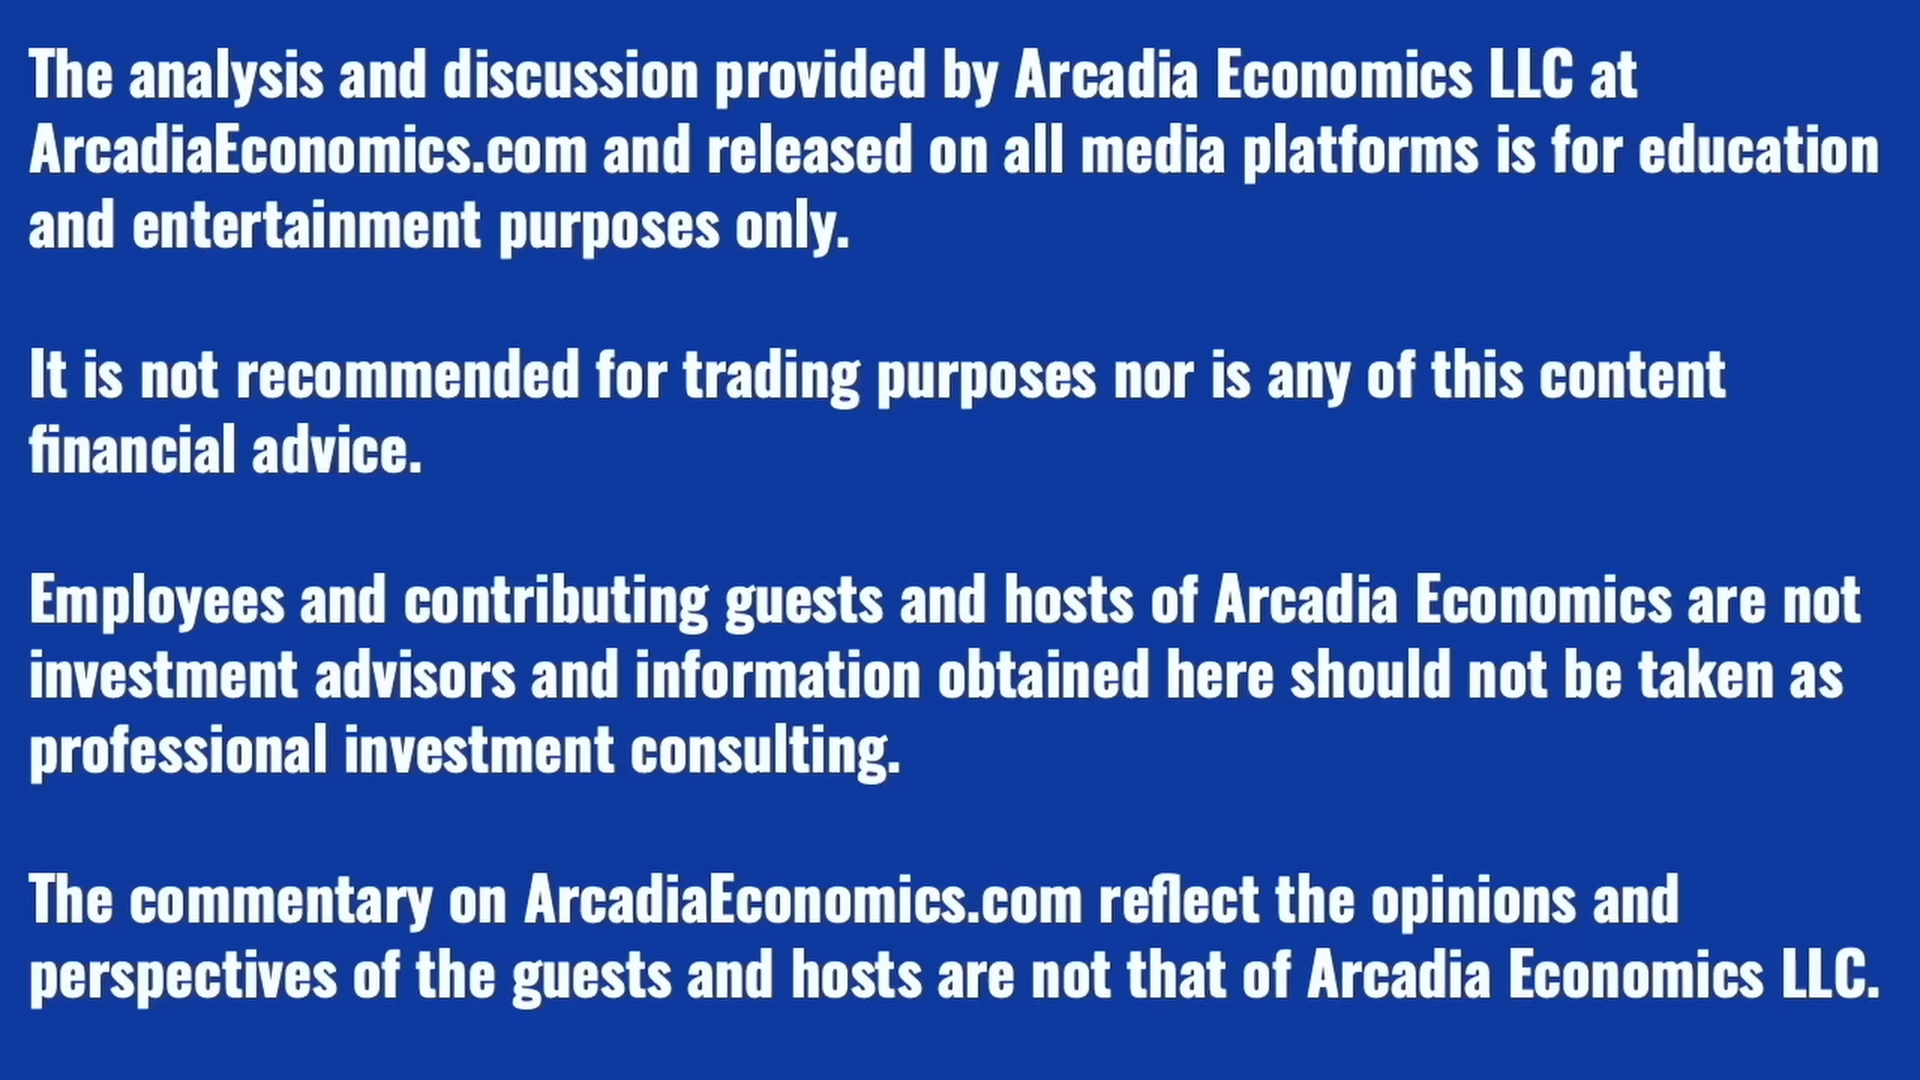 The analysis and discussion provided by Arcadia Economics LLC at
ArcadiaEconomics.com and released on all media platforms is for education
and entertainment purposes only.
It is not recommended for trading purposes nor is any of this content
financial advice.
Employees and contributing guests and hosts of Arcadia Economics are not
investment advisors and information obtained here should not be taken as
professional investment consulting.
The commentary on ArcadiaEconomics.com reflect the opinions and
perspectives of the guests and hosts are not that of Arcadia Economics LLC.